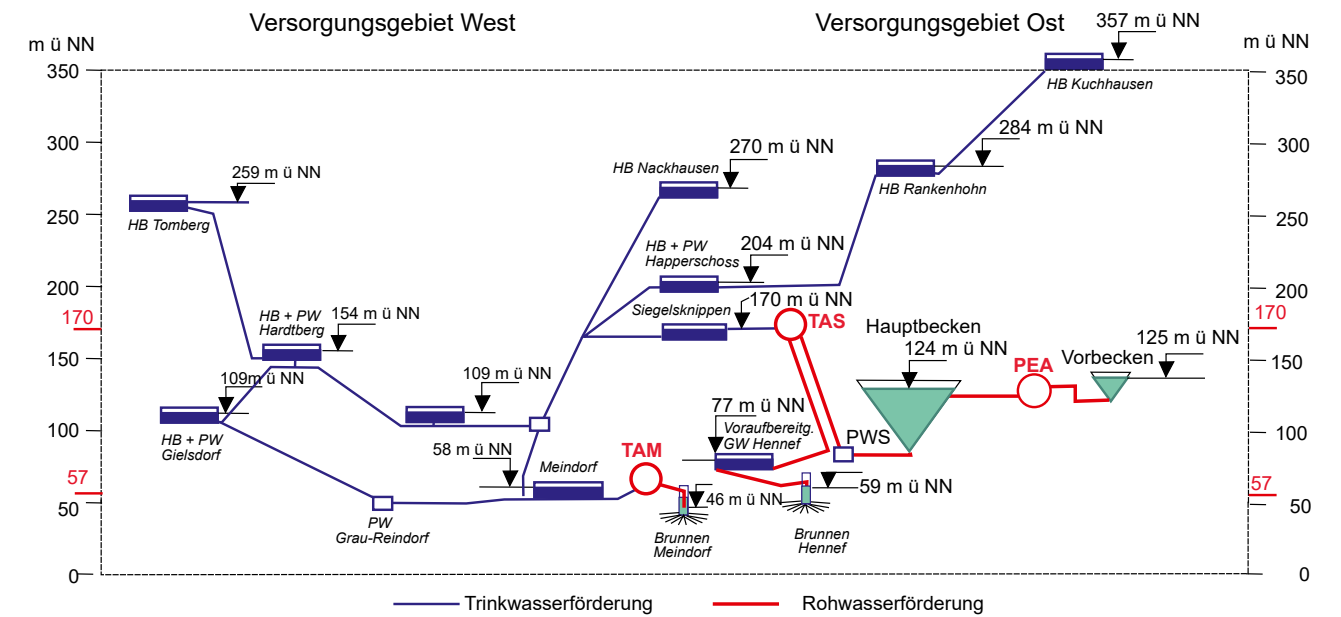 Versorgungsgebiet West
Versorgungsgebiet Ost
357 m ü NN
m ü NN
m ü NN
350
350
HB Kuchhausen
300
300
284 m ü NN
270 m ü NN
HB Nackhausen
259 m ü NN
HB Rankenhohn
250
250
HB Tomberg
HB + PW
Happerschoss
204 m ü NN
200
200
170
170
HB + PW
Hardtberg
154 m ü NN
Siegelsknippen
170 m ü NN
TAS
Hauptbecken
124 m ü NN
PEA
Vorbecken
125 m ü NN
150
150
109m ü NN
109 m ü NN
77 m ü NN
Voraufbereitg.
GW Hennef
PWS
100
100
HB + PW
Gielsdorf
58 m ü NN
Meindorf
TAM
57
57
46 m ü NN
59 m ü NN
50
50
PW
Grau-Reindorf
Brunnen
Meindorf
Brunnen
Hennef
0
0
Trinkwasserförderung
Rohwasserförderung